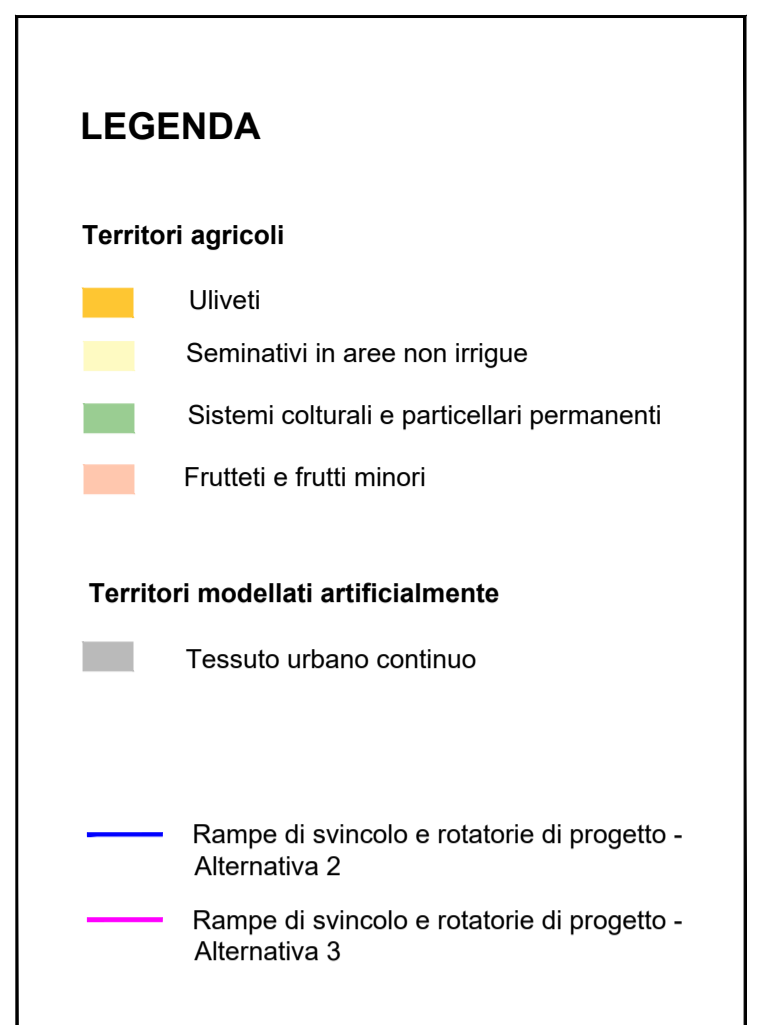 LEGENDA
Territori agricoli
Uliveti
Seminativi in aree non irrigue
Sistemi colturali e particellari permanenti
Frutteti e frutti minori
Territori modellati artificialmente
Tessuto urbano continuo
Rampe di svincolo e rotatorie di progetto -
Alternativa 2
Rampe di svincolo e rotatorie di progetto -
Alternativa 3